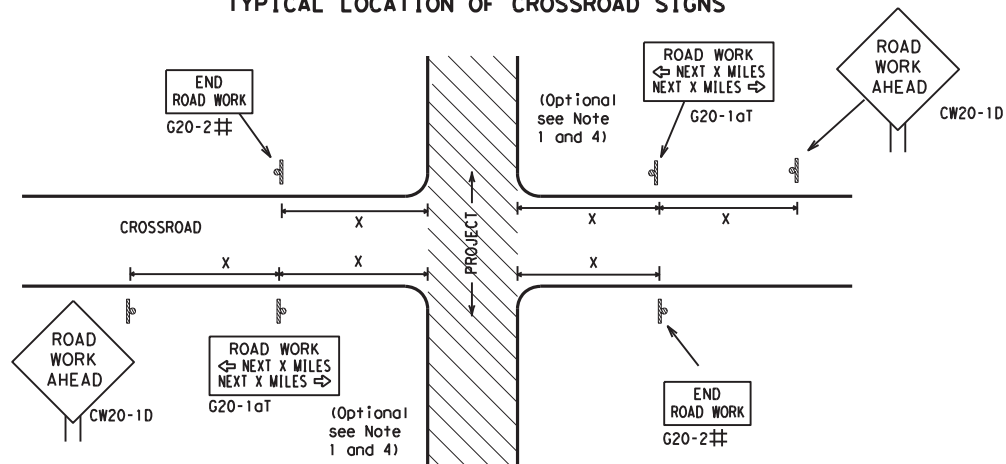 TYPICAL LOCATION OF CROSSROAD SIGNS
END
ROAD WORK
G20-2#
(Optional
see Note
1 and 4)
ROAD WORK
⇦ NEXT X MILES
NEXT X MILES ⇨
G20-1aT
ROAD
WORK
AHEAD
CW20-1D
X
X
X
CROSSROAD
PROJECT
X
X
X
ROAD
WORK
AHEAD
CW20-1D
ROAD WORK
⇦ NEXT X MILES
NEXT X MILES ⇨
G20-1aT
(Optional
see Note
1 and 4)
END
ROAD WORK
G20-2#